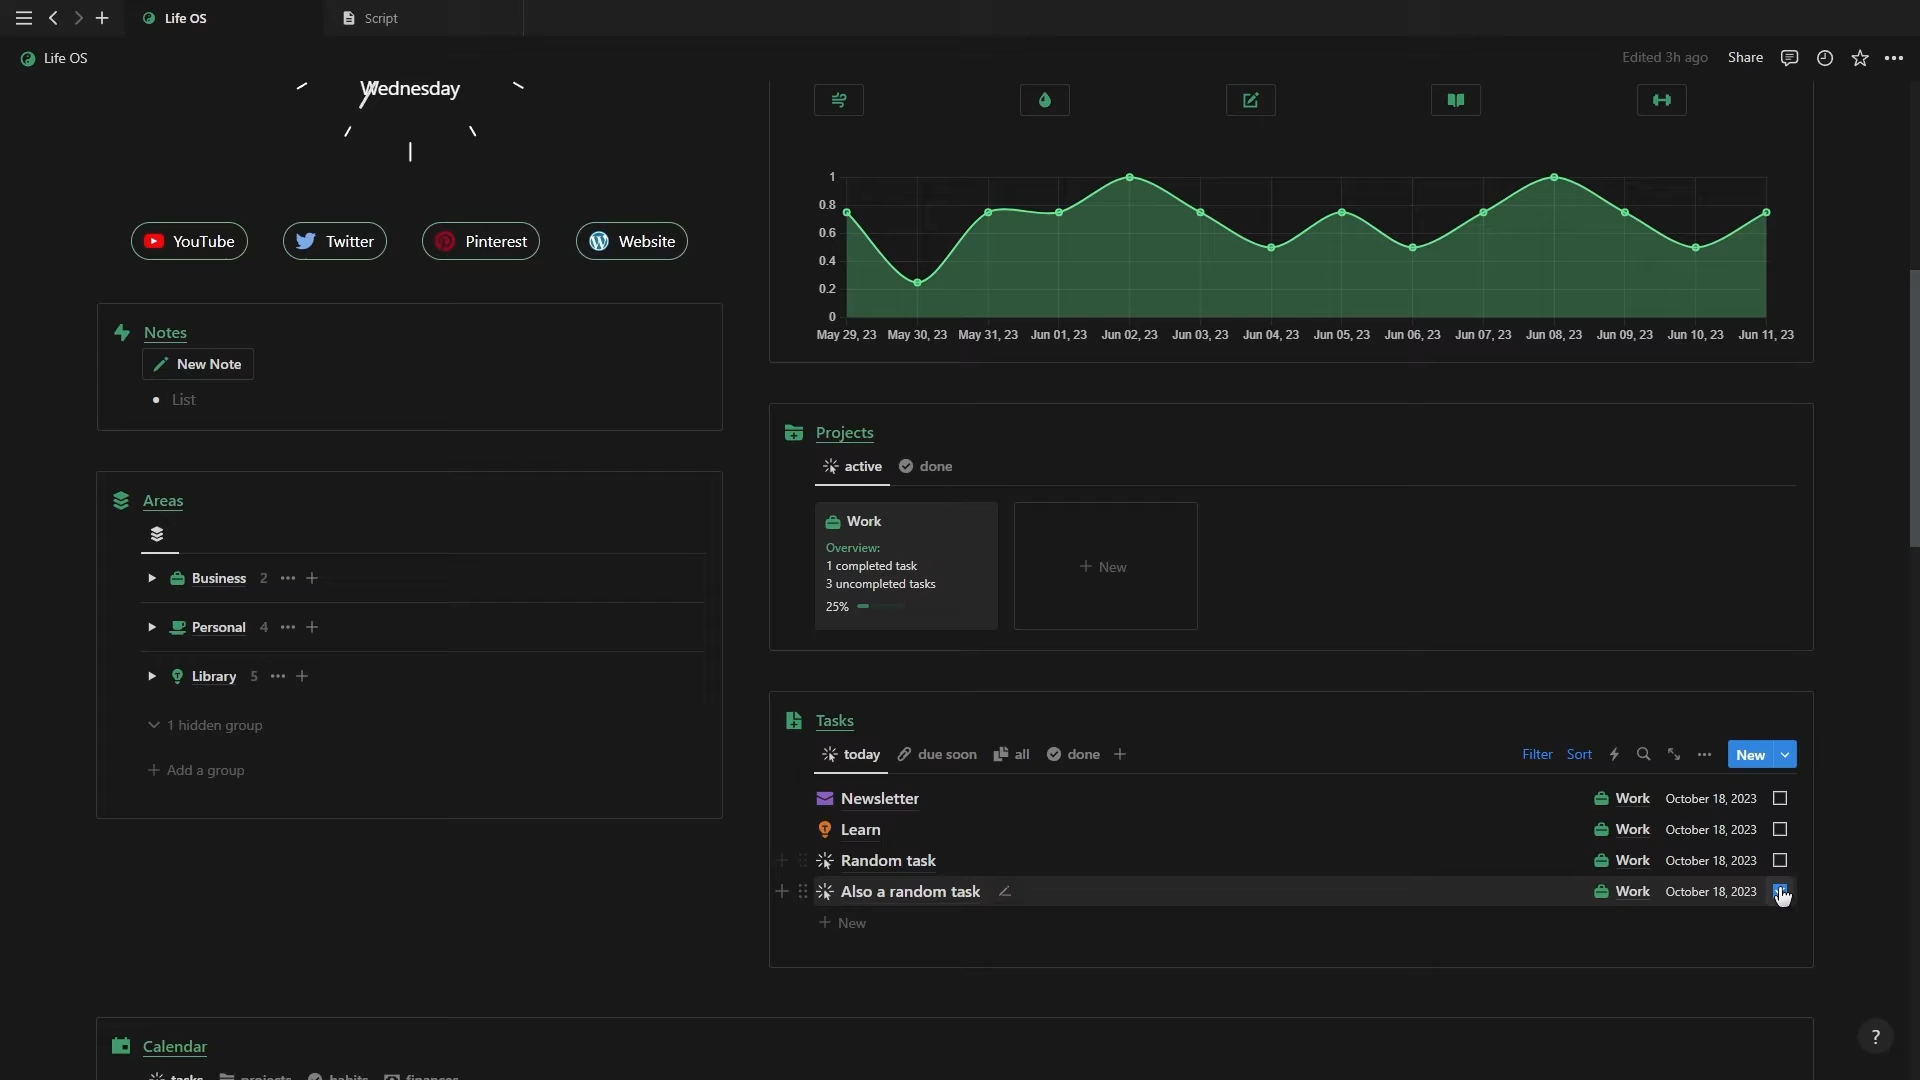 Life OS
Script
Life OS
Edited 3h ago
Share
Wednesday
YouTube
Twitter
Pinterest
Website
Notes
New Note
List
Areas
Business 2
Personal 4
Library 5
1 hidden group
Add a group
1
0.8
0.6
0.4
0.2
0
May 29, 23 May 30, 23 May 31, 23 Jun 01, 23 Jun 02, 23 Jun 03, 23 Jun 04, 23 Jun 05, 23 Jun 06, 23 Jun 07, 23 Jun 08, 23 Jun 09, 23 Jun 10, 23 Jun 11, 23
Projects
active done
Work
Overview:
1 completed task
3 uncompleted tasks
25%
+ New
Tasks
today due soon all done +
Filter Sort
New
Newsletter Work October 18, 2023
Learn Work October 18, 2023
Random task Work October 18, 2023
Also a random task Work October 18, 2023
+ New
Calendar
tasks projects habits finances
?